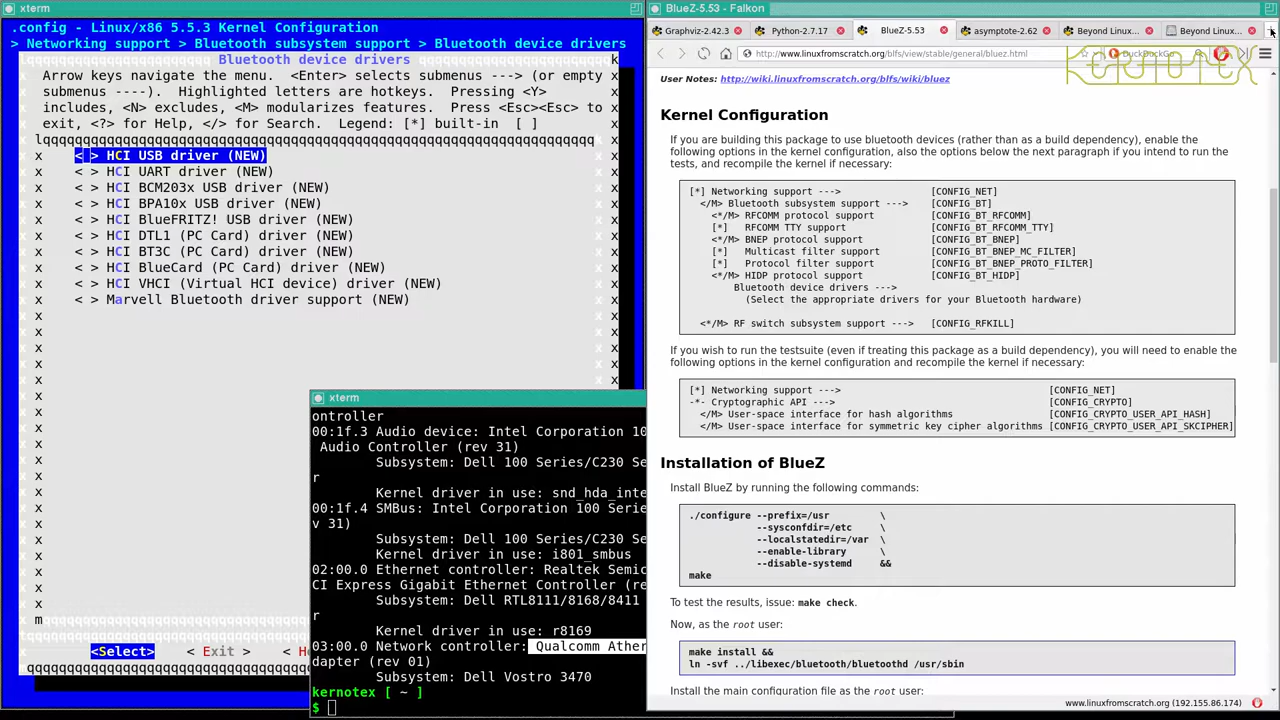 xterm
.config - Linux/x86 5.5.3 Kernel Configuration
> Networking support > Bluetooth subsystem support > Bluetooth device drivers
Bluetooth device drivers
Arrow keys navigate the menu. <Enter> selects submenus ---> (or empty
submenus ----). Highlighted letters are hotkeys. Pressing <Y>
includes, <N> excludes, <M> modularizes features. Press <Esc><Esc> to
exit, <?> for Help, </> for Search. Legend: [*] built-in [ ]
< > HCI USB driver (NEW)
< > HCI UART driver (NEW)
< > HCI BCM203x USB driver (NEW)
< > HCI BPA10x USB driver (NEW)
< > HCI BlueFRITZ! USB driver (NEW)
< > HCI DTL1 (PC Card) driver (NEW)
< > HCI BT3C (PC Card) driver (NEW)
< > HCI BlueCard (PC Card) driver (NEW)
< > HCI VHCI (Virtual HCI device) driver (NEW)
< > Marvell Bluetooth driver support (NEW)
<Select> < Exit > < H
xterm
ontroller
00:1f.3 Audio device: Intel Corporation 10
Audio Controller (rev 31)
Subsystem: Dell 100 Series/C230 Se
r
Kernel driver in use: snd_hda_inte
00:1f.4 SMBus: Intel Corporation 100 Serie
v 31)
Subsystem: Dell 100 Series/C230 Se
Kernel driver in use: i801_smbus
02:00.0 Ethernet controller: Realtek Semic
CI Express Gigabit Ethernet Controller (re
Subsystem: Dell RTL8111/8168/8411
r
Kernel driver in use: r8169
03:00.0 Network controller: Qualcomm Ather
dapter (rev 01)
Subsystem: Dell Vostro 3470
kernotex [ ~ ]
$
BlueZ-5.53 - Falkon
Graphviz-2.42.3 Python-2.7.17 BlueZ-5.53 asymptote-2.62 Beyond Linux... Beyond Linux...
http://www.linuxfromscratch.org/blfs/view/stable/general/bluez.html DuckDuckGo
KERNOTEX
User Notes: http://wiki.linuxfromscratch.org/blfs/wiki/bluez
Kernel Configuration
If you are building this package to use bluetooth devices (rather than as a build dependency), enable the
following options in the kernel configuration, also the options below the next paragraph if you intend to run the
tests, and recompile the kernel if necessary:
[*] Networking support ---> [CONFIG_NET]
</M> Bluetooth subsystem support ---> [CONFIG_BT]
<*/M> RFCOMM protocol support [CONFIG_BT_RFCOMM]
[*] RFCOMM TTY support [CONFIG_BT_RFCOMM_TTY]
<*/M> BNEP protocol support [CONFIG_BT_BNEP]
[*] Multicast filter support [CONFIG_BT_BNEP_MC_FILTER]
[*] Protocol filter support [CONFIG_BT_BNEP_PROTO_FILTER]
<*/M> HIDP protocol support [CONFIG_BT_HIDP]
Bluetooth device drivers --->
(Select the appropriate drivers for your Bluetooth hardware)
<*/M> RF switch subsystem support ---> [CONFIG_RFKILL]
If you wish to run the testsuite (even if treating this package as a build dependency), you will need to enable the
following options in the kernel configuration and recompile the kernel if necessary:
[*] Networking support ---> [CONFIG_NET]
-*- Cryptographic API ---> [CONFIG_CRYPTO]
</M> User-space interface for hash algorithms [CONFIG_CRYPTO_USER_API_HASH]
</M> User-space interface for symmetric key cipher algorithms [CONFIG_CRYPTO_USER_API_SKCIPHER]
Installation of BlueZ
Install BlueZ by running the following commands:
./configure --prefix=/usr \
--sysconfdir=/etc \
--localstatedir=/var \
--enable-library \
--disable-systemd &&
make
To test the results, issue: make check.
Now, as the root user:
make install &&
ln -svf ../libexec/bluetooth/bluetoothd /usr/sbin
Install the main configuration file as the root user:
www.linuxfromscratch.org (192.155.86.174)